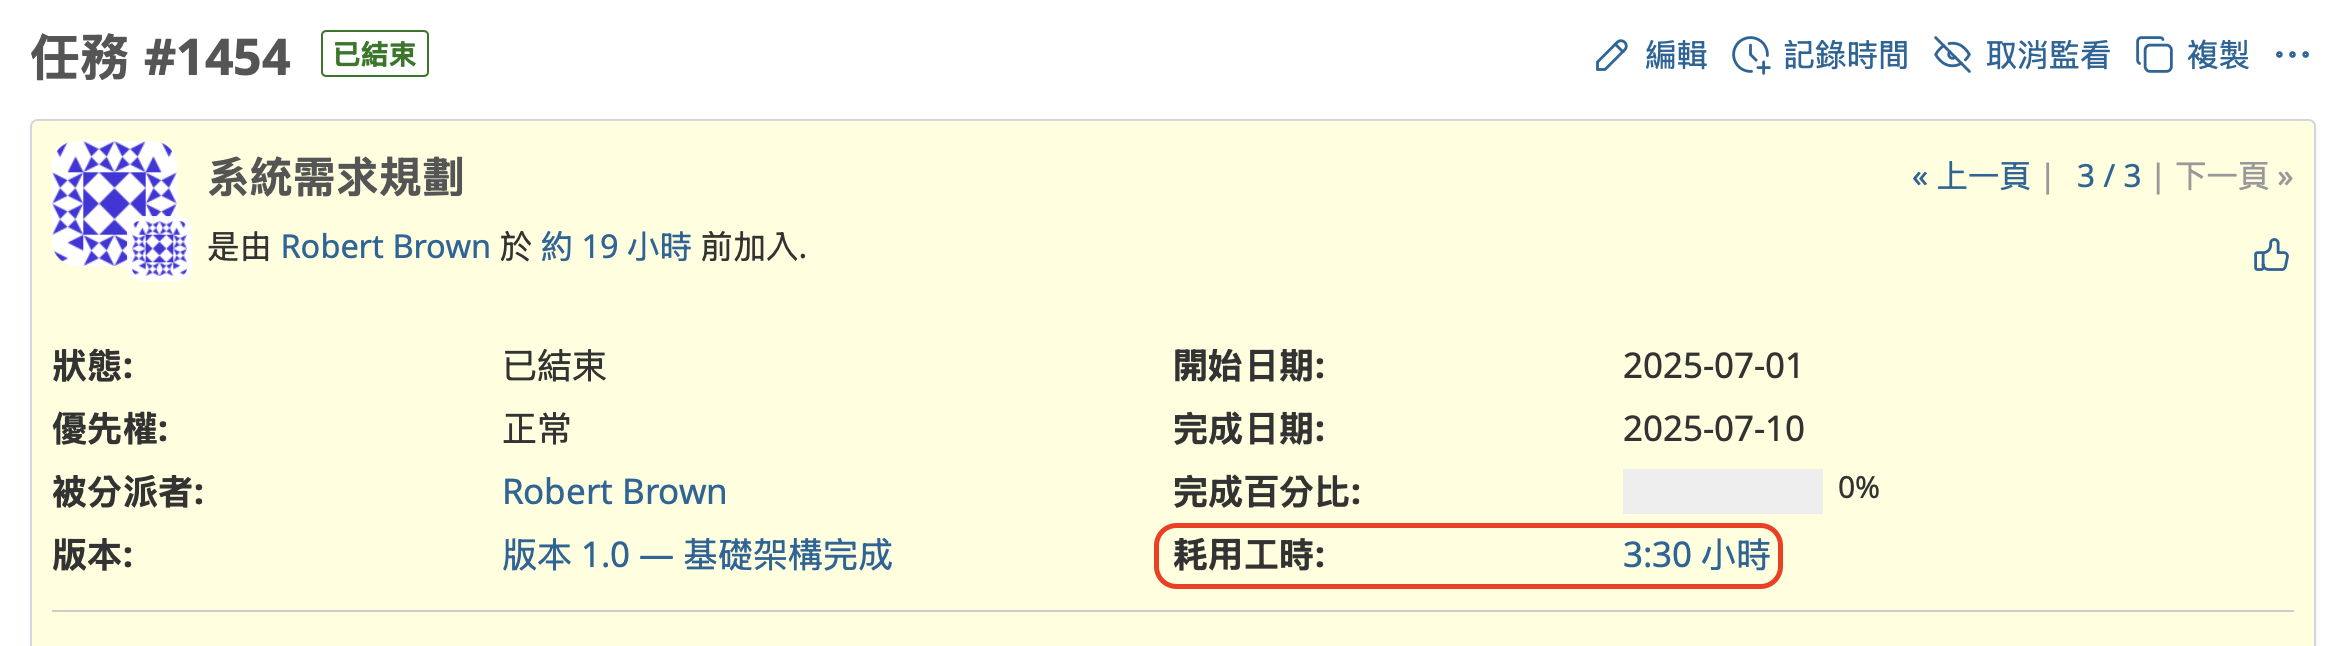 任務 #1454 已結束 編輯 記錄時間 取消監看 複製 ...
系統需求規劃 « 上一頁 | 3 / 3 | 下一頁 »
是由 Robert Brown 於 約 19 小時 前加入.
狀態: 已結束 開始日期: 2025-07-01
優先權: 正常 完成日期: 2025-07-10
被分派者: Robert Brown 完成百分比: 0%
版本: 版本 1.0 — 基礎架構完成 耗用工時: 3:30 小時